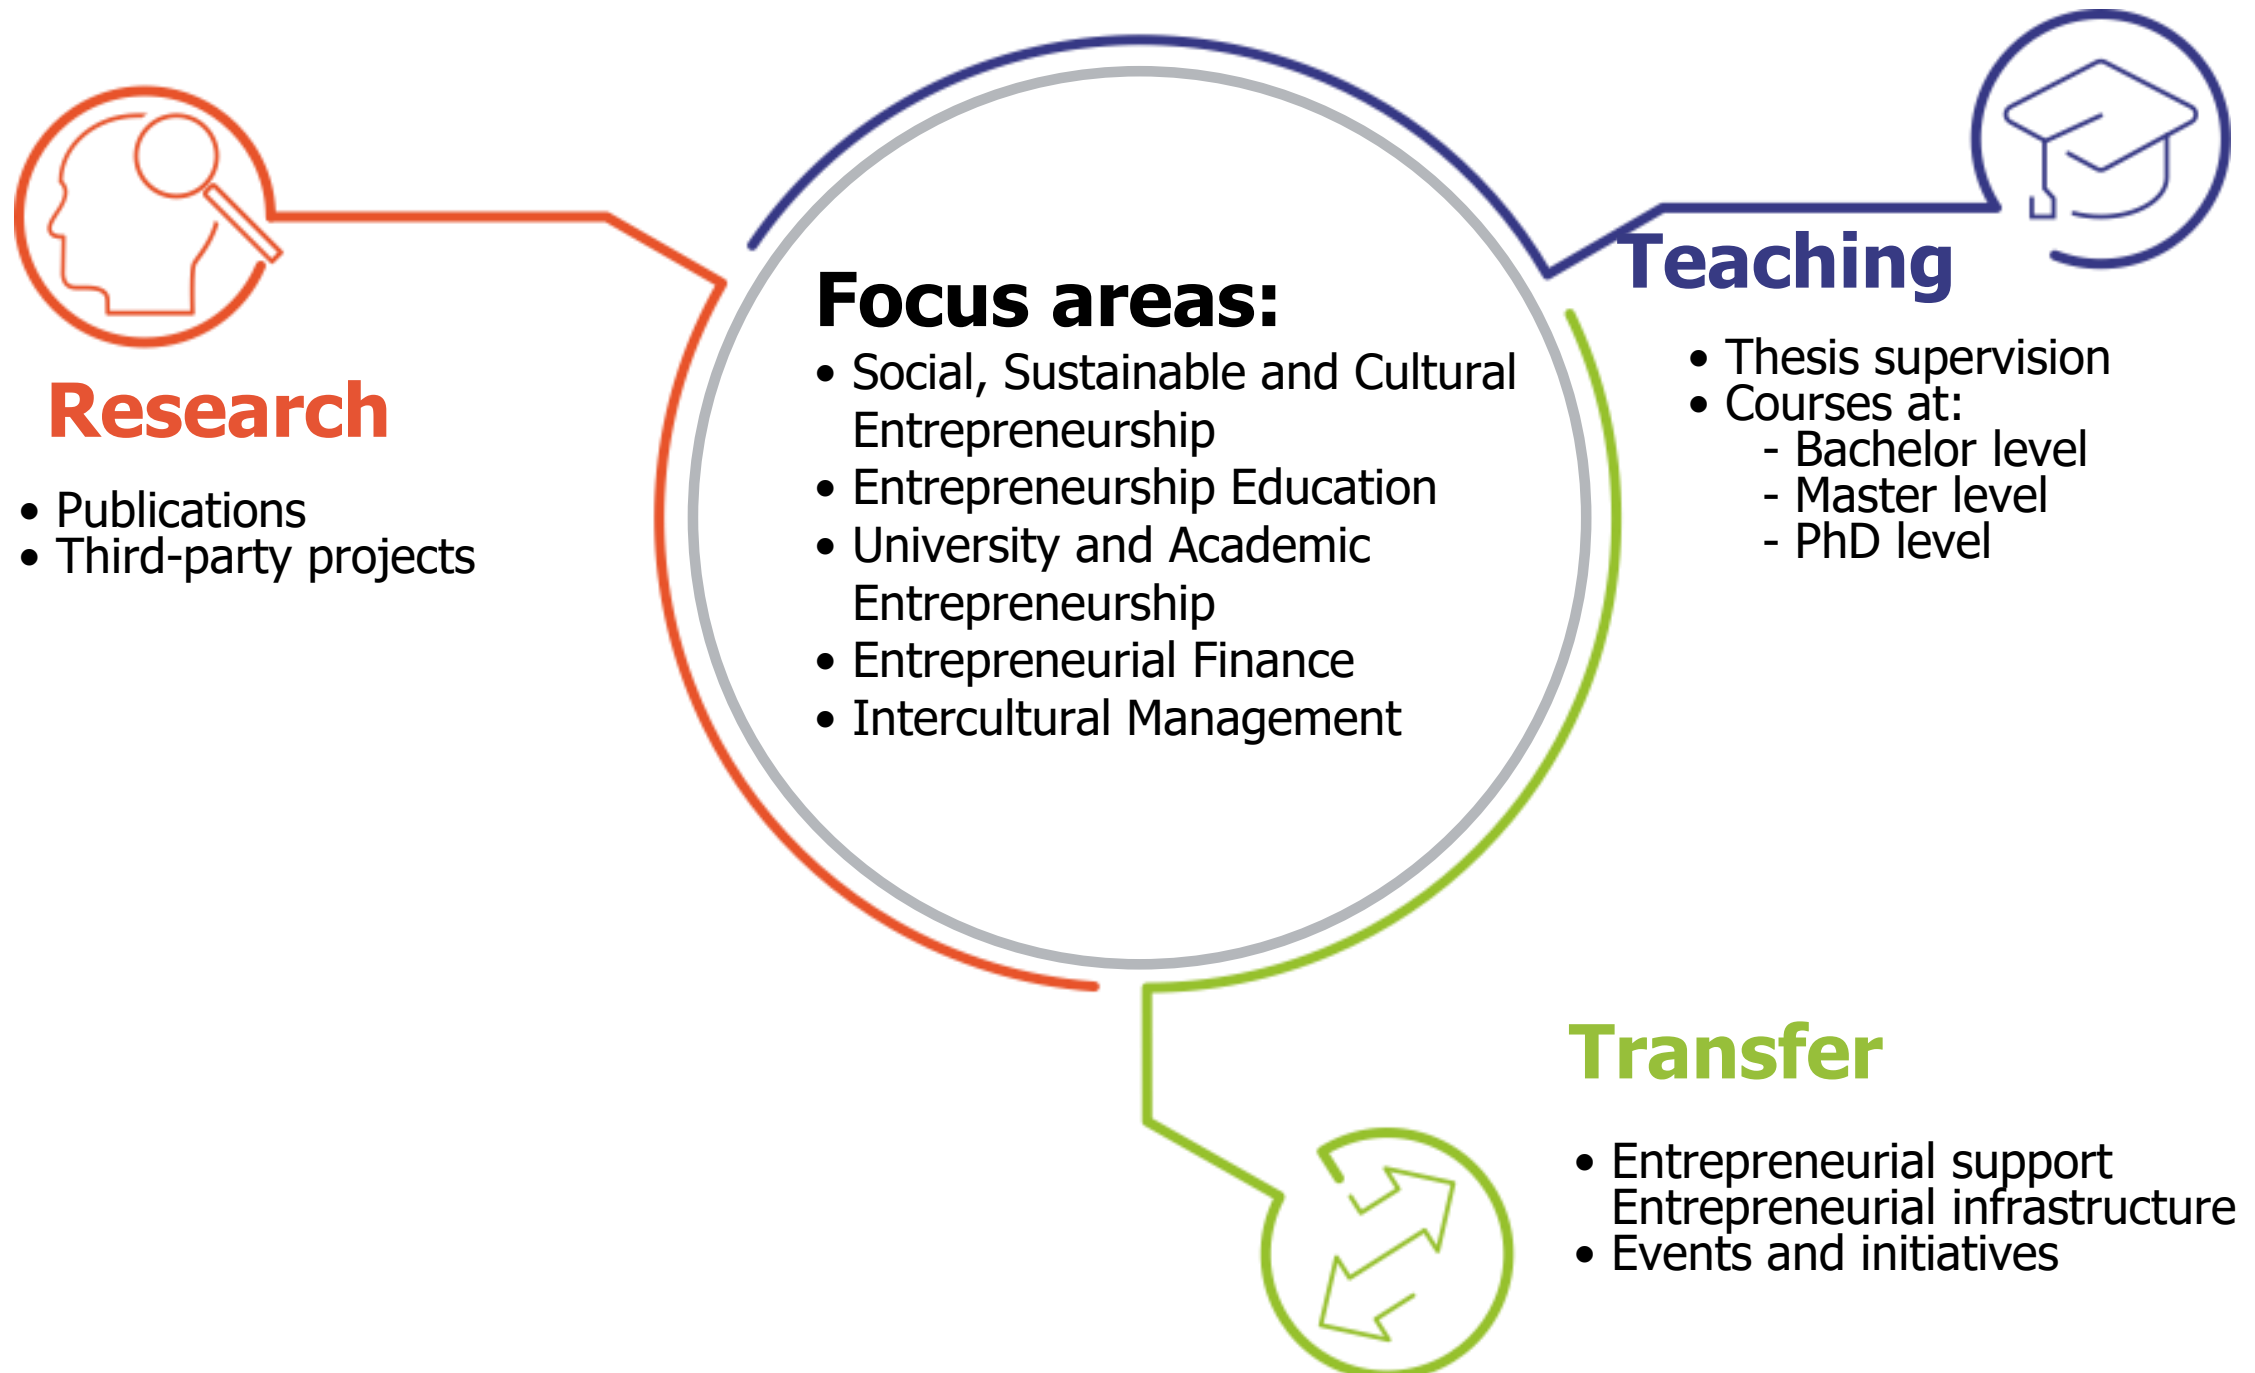 Research
• Publications
• Third-party projects
Focus areas:
• Social, Sustainable and Cultural
Entrepreneurship
• Entrepreneurship Education
• University and Academic
Entrepreneurship
• Entrepreneurial Finance
• Intercultural Management
Teaching
• Thesis supervision
• Courses at:
- Bachelor level
- Master level
- PhD level
Transfer
• Entrepreneurial support
Entrepreneurial infrastructure
• Events and initiatives